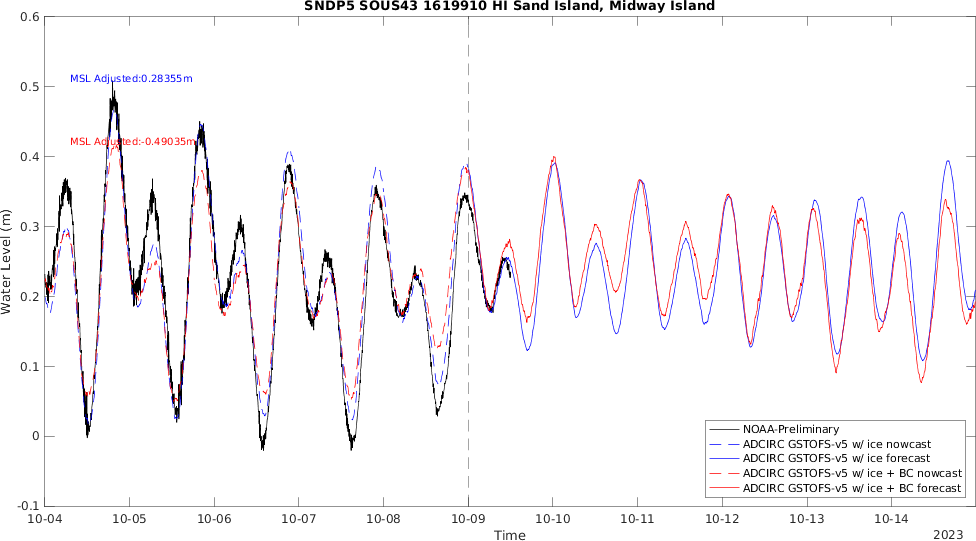 SNDP5 SOUS43 1619910 HI Sand Island, Midway Island
0.6
0.5
0.4
0.3
0.2
0.1
0
-0.1
Water Level (m)
MSL Adjusted:0.28355m
MSL Adjusted:-0.49035m
NOAA-Preliminary
ADCIRC GSTOFS-v5 w/ ice nowcast
ADCIRC GSTOFS-v5 w/ ice forecast
ADCIRC GSTOFS-v5 w/ ice + BC nowcast
ADCIRC GSTOFS-v5 w/ ice + BC forecast
10-04 10-05 10-06 10-07 10-08 10-09 10-10 10-11 10-12 10-13 10-14
Time
2023